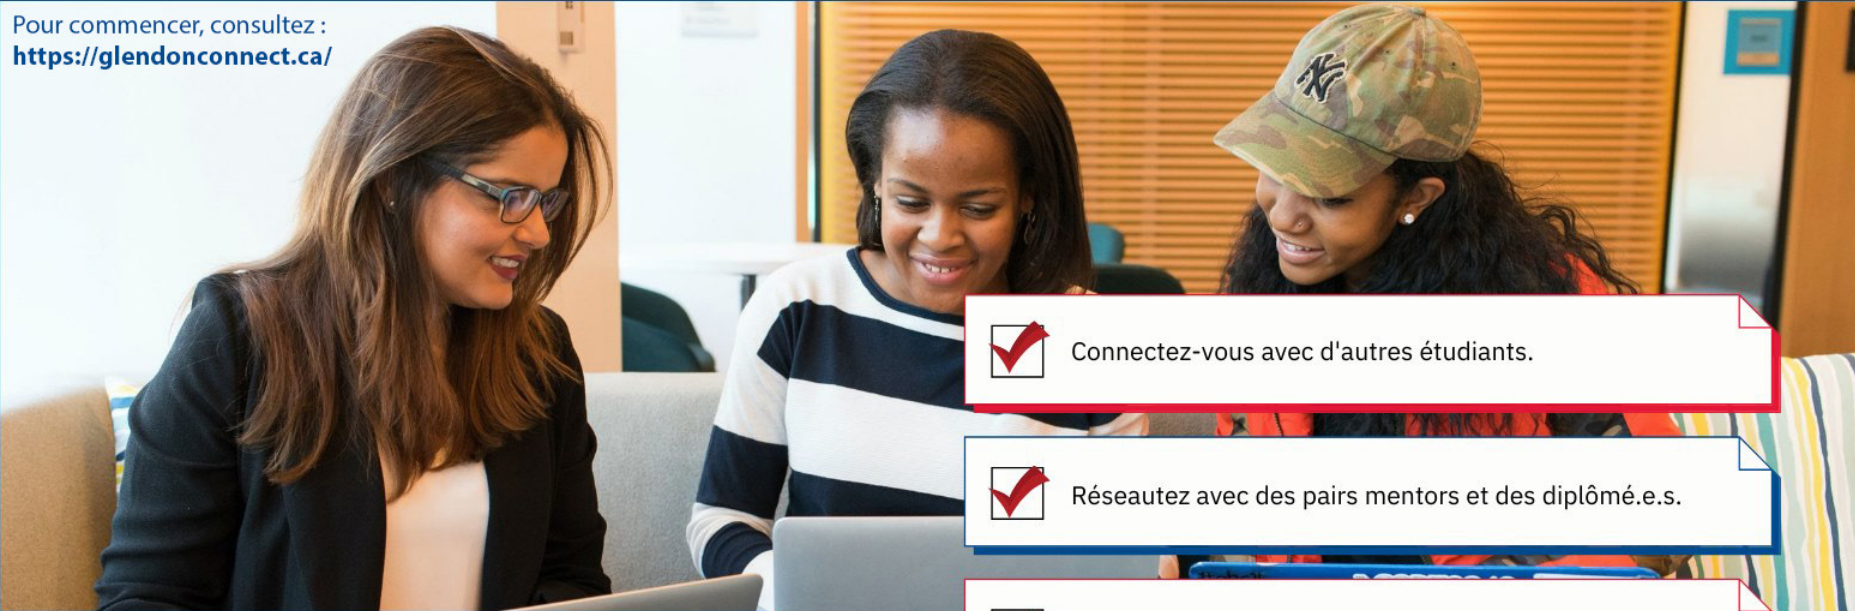 Pour commencer, consultez :
https://glendonconnect.ca/
NY
Connectez-vous avec d'autres étudiants.
Réseautez avec des pairs mentors et des diplômé.e.s.